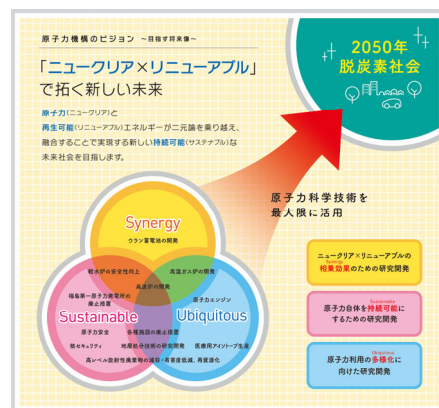 原子力機構のビジョン ～目指す将来像～
「ニュークリア×リニューアブル」
で拓く新しい未来
原子力(ニュークリア)と
再生可能(リニューアブル)エネルギーが二元論を乗り越え、
融合することで実現する新しい持続可能(サステナブル)な
未来社会を目指します。
2050年
脱炭素社会
原子力科学技術を
最大限に活用
Synergy
ウラン蓄電池の開発
軽水炉の安全性向上
高温ガス炉の開発
高速炉の開発
福島第一原子力発電所の
廃止措置
原子力エンジン
Sustainable
Ubiquitous
原子力安全
各種施設の廃止措置
核セキュリティ
地層処分技術の研究開発
医療用アイソトープ生産
高レベル放射性廃棄物の減容・有害度低減、再資源化
ニュークリア×リニューアブルの
Synergy
相乗効果のための研究開発
Sustainable
原子力自体を持続可能に
するための研究開発
Ubiquitous
原子力利用の多様化に
向けた研究開発